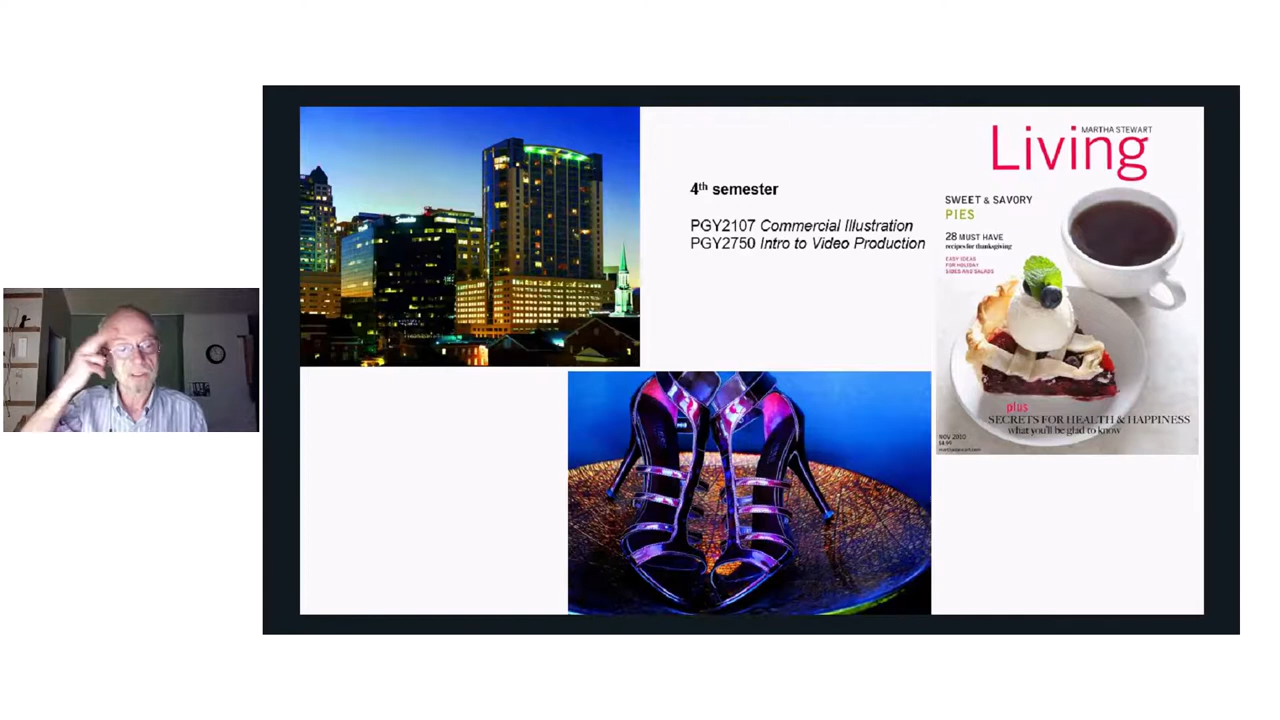 4th semester
PGY2107 Commercial Illustration
PGY2750 Intro to Video Production
MARTHA STEWART
Living
SWEET & SAVORY
PIES
28 MUST HAVE
recipes for thanksgiving
EASY IDEAS
FOR HOLIDAY
SIDES AND SALADS
plus
SECRETS FOR HEALTH & HAPPINESS
what you'll be glad to know
NOV 2010
$4.99